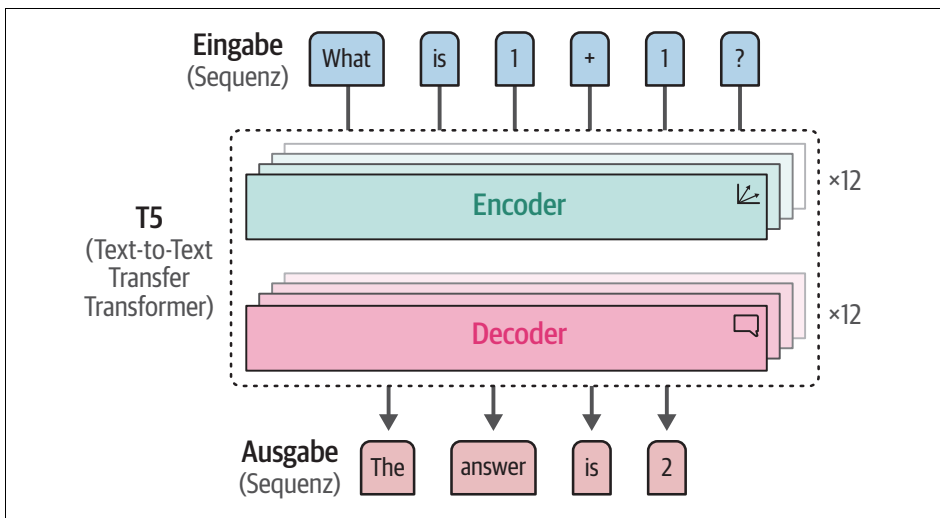 Eingabe
(Sequenz)
What is 1 + 1 ?
Encoder
×12
T5
(Text-to-Text
Transfer
Transformer)
Decoder
×12
Ausgabe
(Sequenz)
The answer is 2